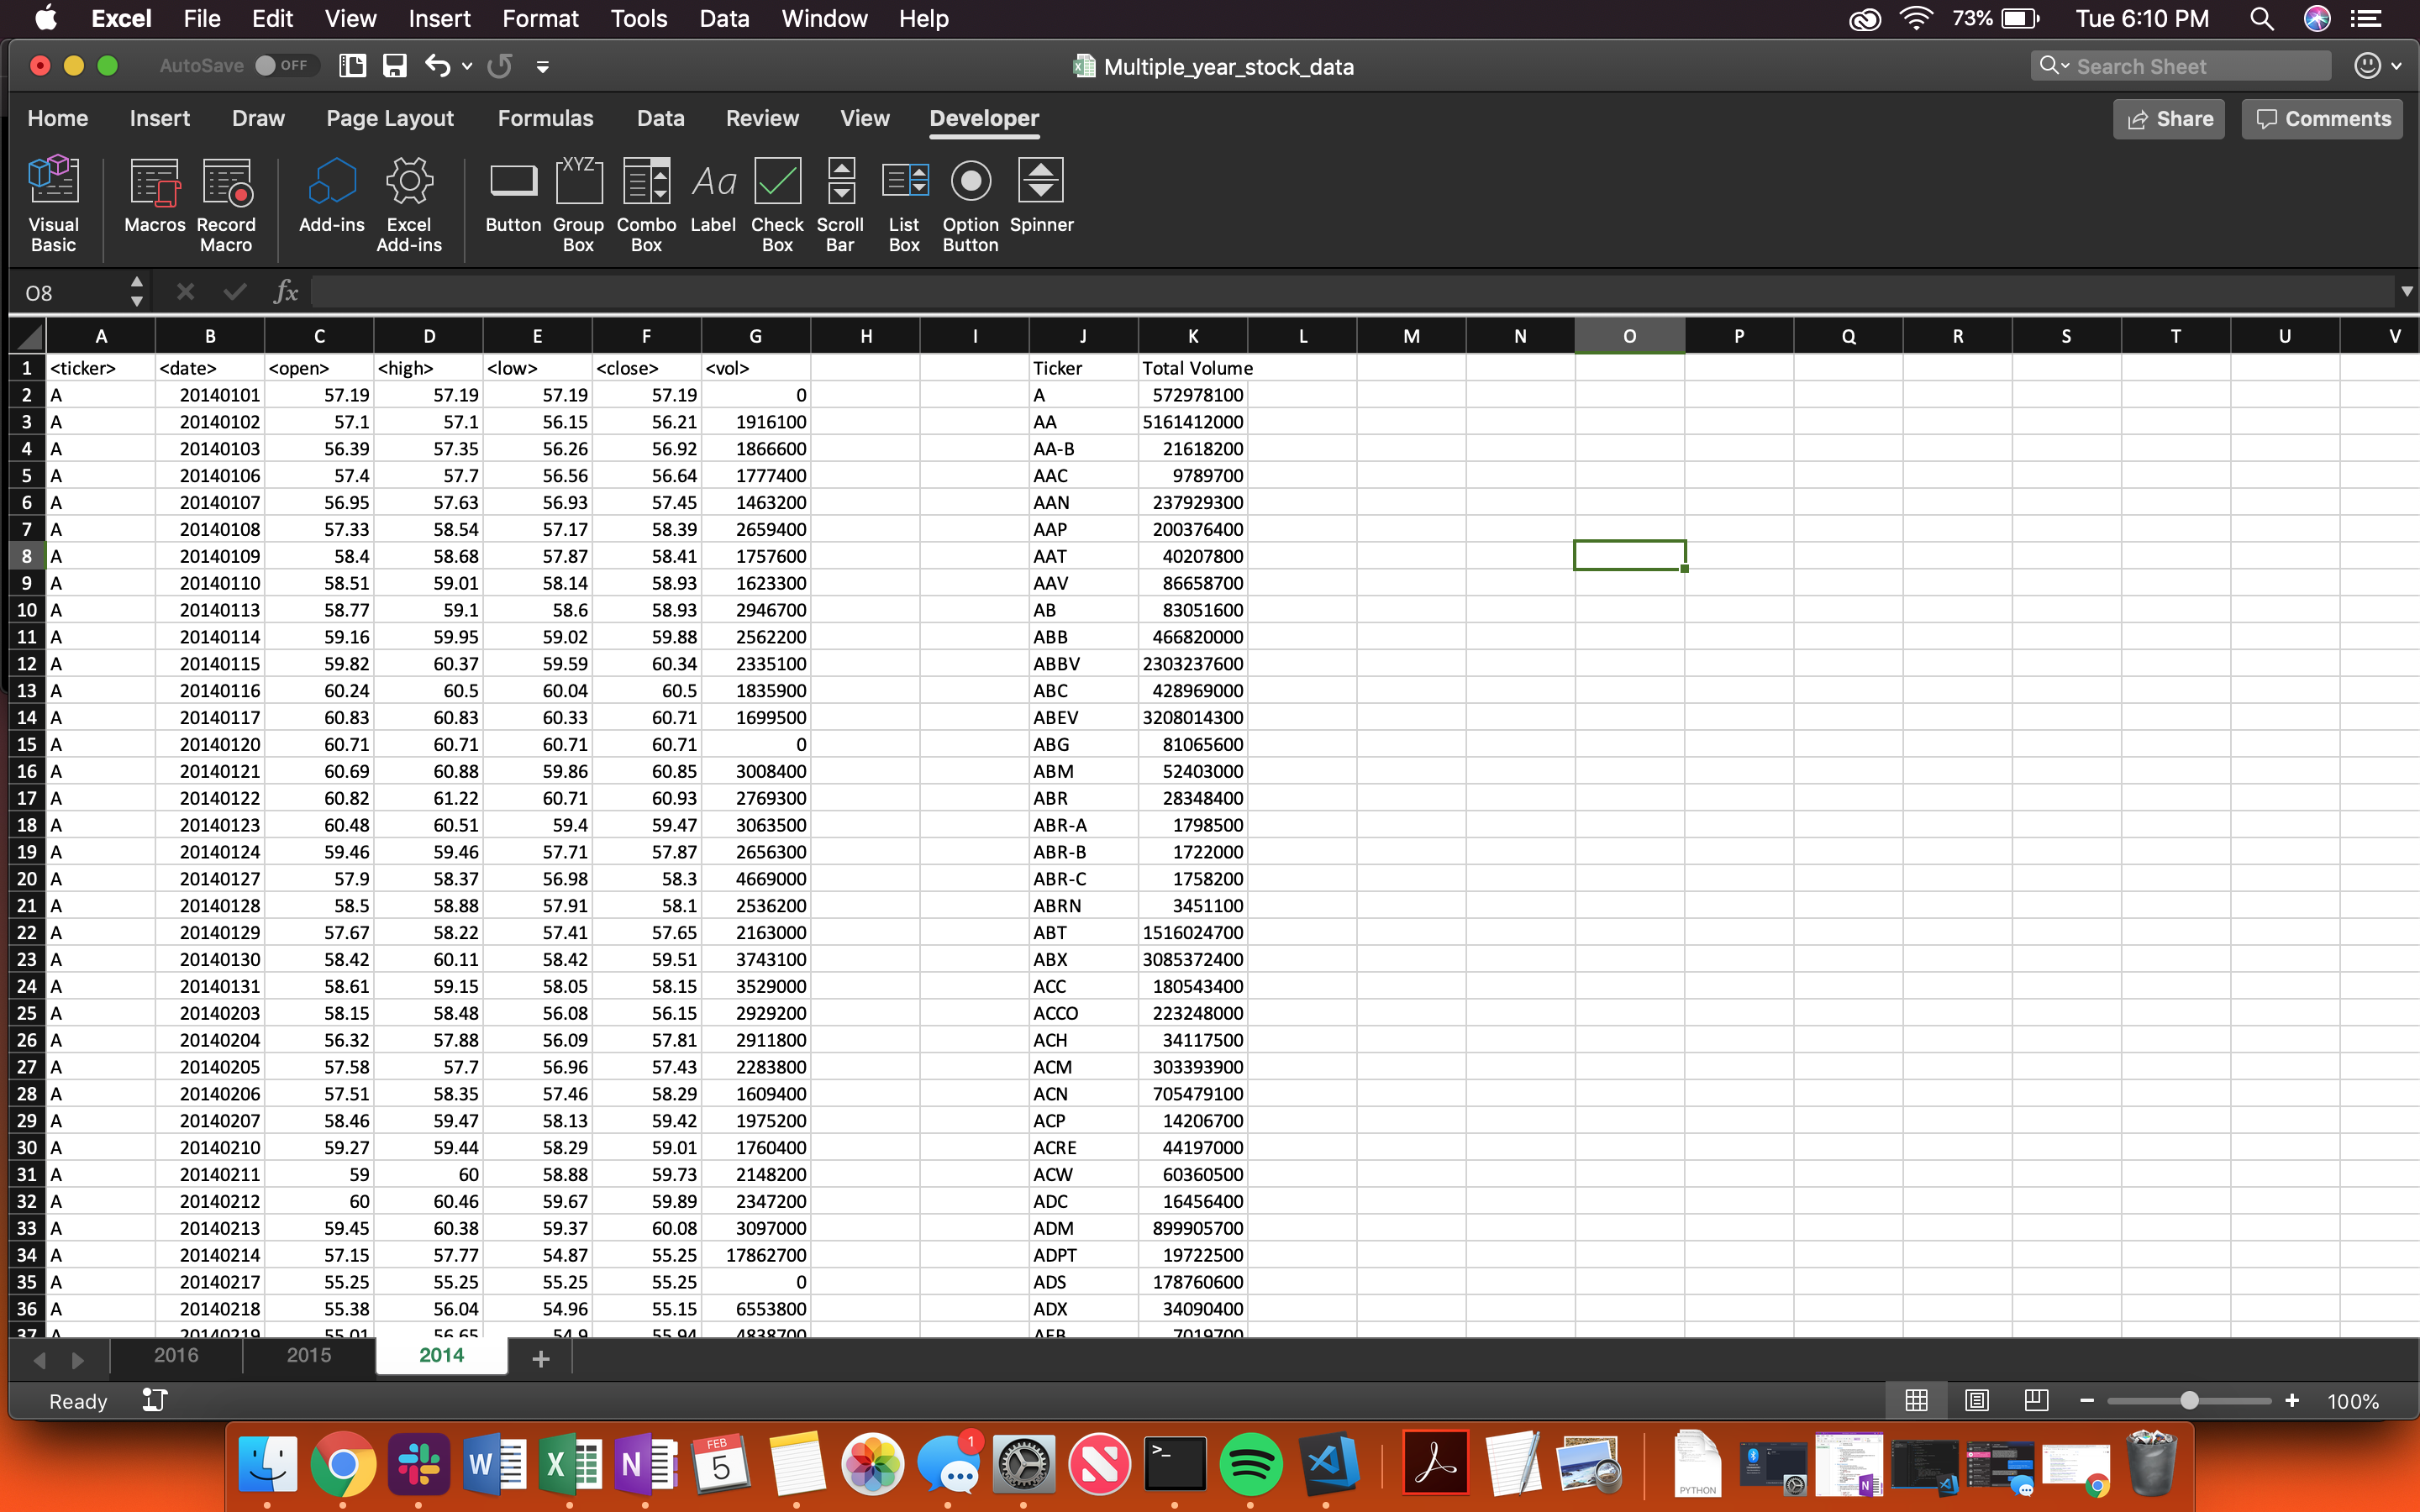 Excel File Edit View Insert Format Tools Data Window Help 73% Tue 6:10 PM
AutoSave OFF Multiple_year_stock_data Search Sheet
Home Insert Draw Page Layout Formulas Data Review View Developer Share Comments
XYZ Aa
Visual Basic Macros Record Macro Add-ins Excel Add-ins Button Group Box Combo Box Label Check Box Scroll Bar List Box Option Button Spinner
O8 fx
A B C D E F G H I J K L M N O P Q R S T U V
1 <ticker> <date> <open> <high> <low> <close> <vol> Ticker Total Volume
2 A 20140101 57.19 57.19 57.19 57.19 0 A 572978100
3 A 20140102 57.1 57.1 56.15 56.21 1916100 AA 5161412000
4 A 20140103 56.39 57.35 56.26 56.92 1866600 AA-B 21618200
5 A 20140106 57.4 57.7 56.56 56.64 1777400 AAC 9789700
6 A 20140107 56.95 57.63 56.93 57.45 1463200 AAN 237929300
7 A 20140108 57.33 58.54 57.17 58.39 2659400 AAP 200376400
8 A 20140109 58.4 58.68 57.87 58.41 1757600 AAT 40207800
9 A 20140110 58.51 59.01 58.14 58.93 1623300 AAV 86658700
10 A 20140113 58.77 59.1 58.6 58.93 2946700 AB 83051600
11 A 20140114 59.16 59.95 59.02 59.88 2562200 ABB 466820000
12 A 20140115 59.82 60.37 59.59 60.34 2335100 ABBV 2303237600
13 A 20140116 60.24 60.5 60.04 60.5 1835900 ABC 428969000
14 A 20140117 60.83 60.83 60.33 60.71 1699500 ABEV 3208014300
15 A 20140120 60.71 60.71 60.71 60.71 0 ABG 81065600
16 A 20140121 60.69 60.88 59.86 60.85 3008400 ABM 52403000
17 A 20140122 60.82 61.22 60.71 60.93 2769300 ABR 28348400
18 A 20140123 60.48 60.51 59.4 59.47 3063500 ABR-A 1798500
19 A 20140124 59.46 59.46 57.71 57.87 2656300 ABR-B 1722000
20 A 20140127 57.9 58.37 56.98 58.3 4669000 ABR-C 1758200
21 A 20140128 58.5 58.88 57.91 58.1 2536200 ABRN 3451100
22 A 20140129 57.67 58.22 57.41 57.65 2163000 ABT 1516024700
23 A 20140130 58.42 60.11 58.42 59.51 3743100 ABX 3085372400
24 A 20140131 58.61 59.15 58.05 58.15 3529000 ACC 180543400
25 A 20140203 58.15 58.48 56.08 56.15 2929200 ACCO 223248000
26 A 20140204 56.32 57.88 56.09 57.81 2911800 ACH 34117500
27 A 20140205 57.58 57.7 56.96 57.43 2283800 ACM 303393900
28 A 20140206 57.51 58.35 57.46 58.29 1609400 ACN 705479100
29 A 20140207 58.46 59.47 58.13 59.42 1975200 ACP 14206700
30 A 20140210 59.27 59.44 58.29 59.01 1760400 ACRE 44197000
31 A 20140211 59 60 58.88 59.73 2148200 ACW 60360500
32 A 20140212 60 60.46 59.67 59.89 2347200 ADC 16456400
33 A 20140213 59.45 60.38 59.37 60.08 3097000 ADM 899905700
34 A 20140214 57.15 57.77 54.87 55.25 17862700 ADPT 19722500
35 A 20140217 55.25 55.25 55.25 55.25 0 ADS 178760600
36 A 20140218 55.38 56.04 54.96 55.15 6553800 ADX 34090400
37 A 20140219 55.01 56.65 54.9 55.94 4838700 AEB 7019700
2016 2015 2014
Ready 100%
FEB
5
1
PYTHON